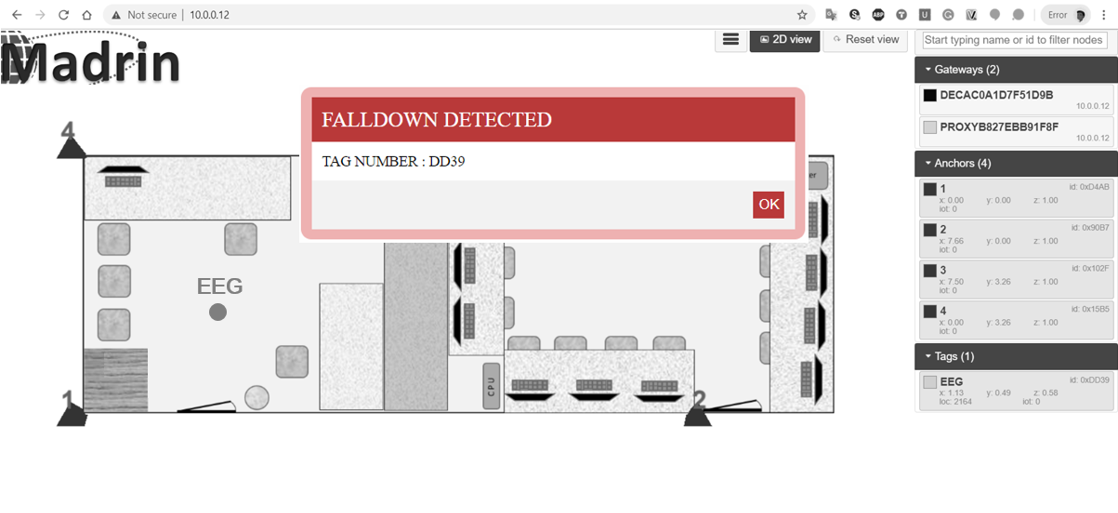 Not secure | 10.0.0.12
ABP
Error
Madrin
2D view
Reset view
Start typing name or id to filter nodes
Gateways (2)
DECAC0A1D7F51D9B
10.0.0.12
PROXYB827EBB91F8F
10.0.0.12
Anchors (4)
1
id: 0xD4AB
x: 0.00 y: 0.00 z: 1.00
iot: 0
2
id: 0x90B7
x: 7.66 y: 0.00 z: 1.00
iot: 0
3
id: 0x102F
x: 7.50 y: 3.26 z: 1.00
iot: 0
4
id: 0x15B5
x: 0.00 y: 3.26 z: 1.00
iot: 0
Tags (1)
EEG
id: 0xDD39
x: 1.13 y: 0.49 z: 0.58
loc: 2164 iot: 0
FALLDOWN DETECTED
TAG NUMBER : DD39
OK
4
EEG
CPU
1
2